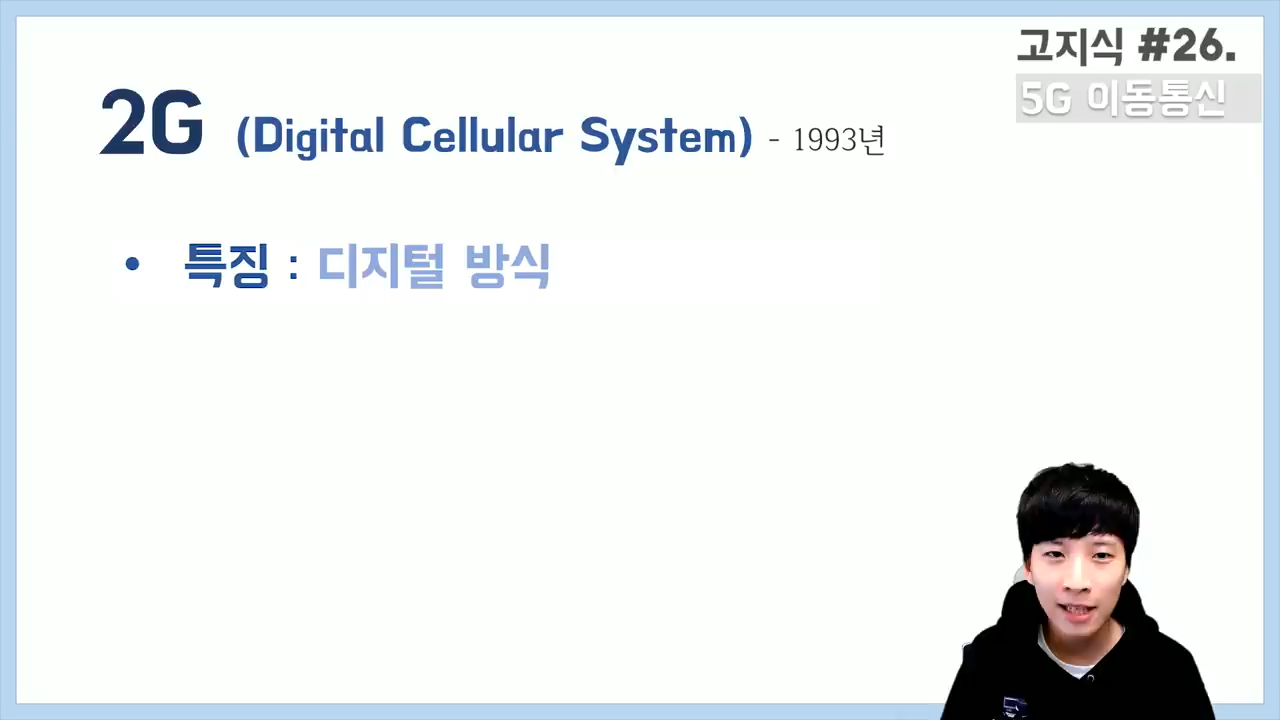 고지식 #26.
5G 이동통신
2G (Digital Cellular System) - 1993년
• 특징 : 디지털 방식